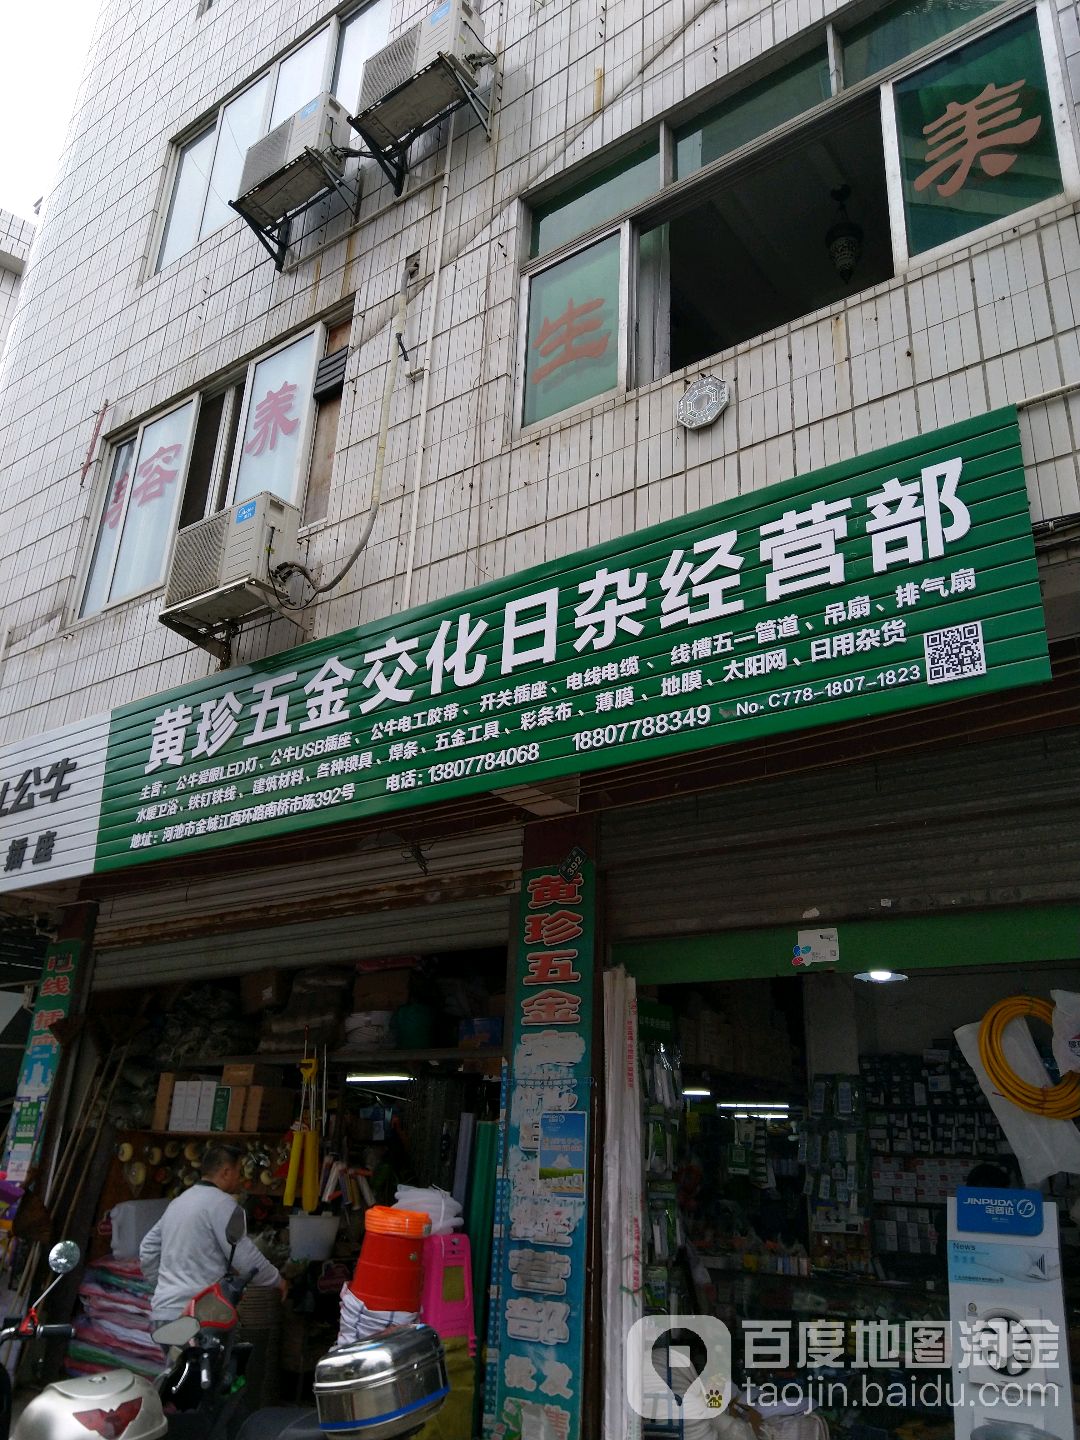 美
生
养
容
黄珍五金交化日杂经营部
主营：公牛爱眼LED灯、公牛USB插座、公牛电工胶带、开关插座、电线电缆、线槽五一管道、吊扇、排气扇
水暖卫浴、铁钉铁线、建筑材料、各种锁具、焊条、五金工具、彩条布、薄膜、地膜、太阳网、日用杂货
地址：河池市金城江西环路南桥市场392号 电话：13807784068 18807788349 No.C778-1807-1823
公牛
插座
392
黄珍五金
经营部
批发
JINPUDA
金普达
News
百度地图淘金
taojin.baidu.com